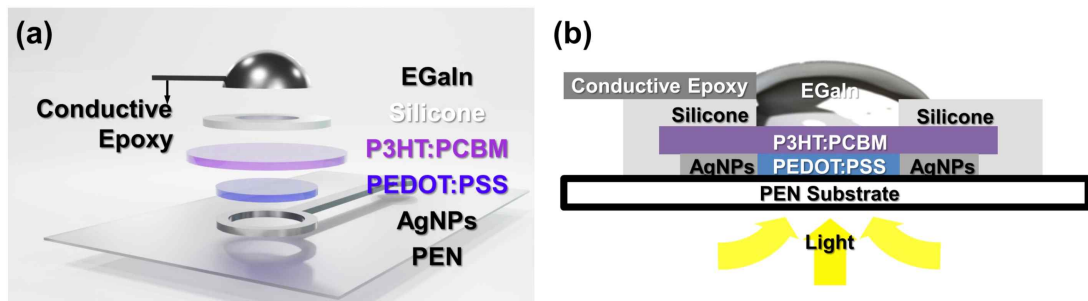 (a)
EGaIn
Conductive
Epoxy
Silicone
P3HT:PCBM
PEDOT:PSS
AgNPs
PEN
(b)
Conductive Epoxy
EGaIn
Silicone
Silicone
P3HT:PCBM
AgNPs
PEDOT:PSS
AgNPs
PEN Substrate
Light